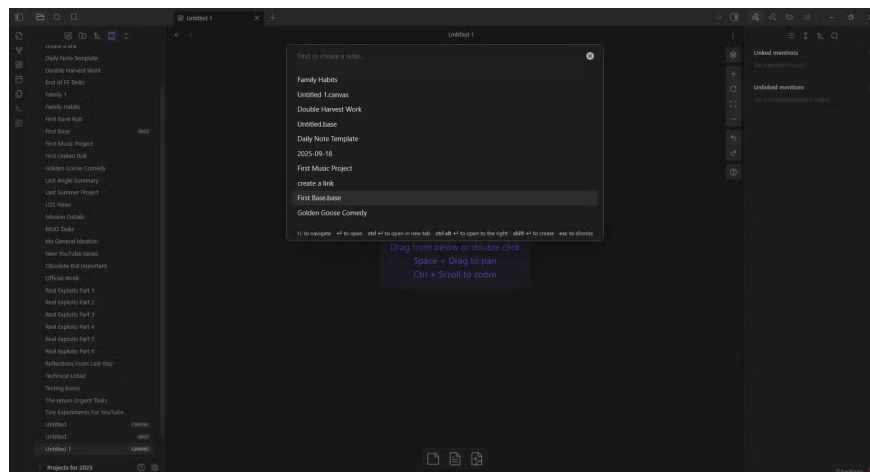 Untitled 1
Untitled 1
create a link
Daily Note Template
Double Harvest Work
End of FF Tasks
Family 1
Family Habits
First Bank Roll
First Base BASE
First Music Project
First United Roll
Golden Goose Comedy
Last Angle Summary
Last Summer Project
LDS News
Mission Details
MUO Tasks
My General Ideation
New YouTube Series
Obsolete But Important
Official Work
Real Exploits Part 1
Real Exploits Part 2
Real Exploits Part 3
Real Exploits Part 4
Real Exploits Part 5
Real Exploits Part 6
Reflections From Last Year
Technical Ustad
Testing Bases
The return Urgent Tasks
Tiny Experiments For YouTube
Untitled CANVAS
Untitled BASE
Untitled 1 CANVAS
Projects for 2025
Find or create a note...
Family Habits
Untitled 1.canvas
Double Harvest Work
Untitled.base
Daily Note Template
2025-09-18
First Music Project
create a link
First Base.base
Golden Goose Comedy
↑↓ to navigate ↵ to open ctrl ↵ to open in new tab ctrl alt ↵ to open to the right shift ↵ to create esc to dismiss
Drag from below or double click
Space + Drag to pan
Ctrl + Scroll to zoom
Linked mentions
Unlinked mentions